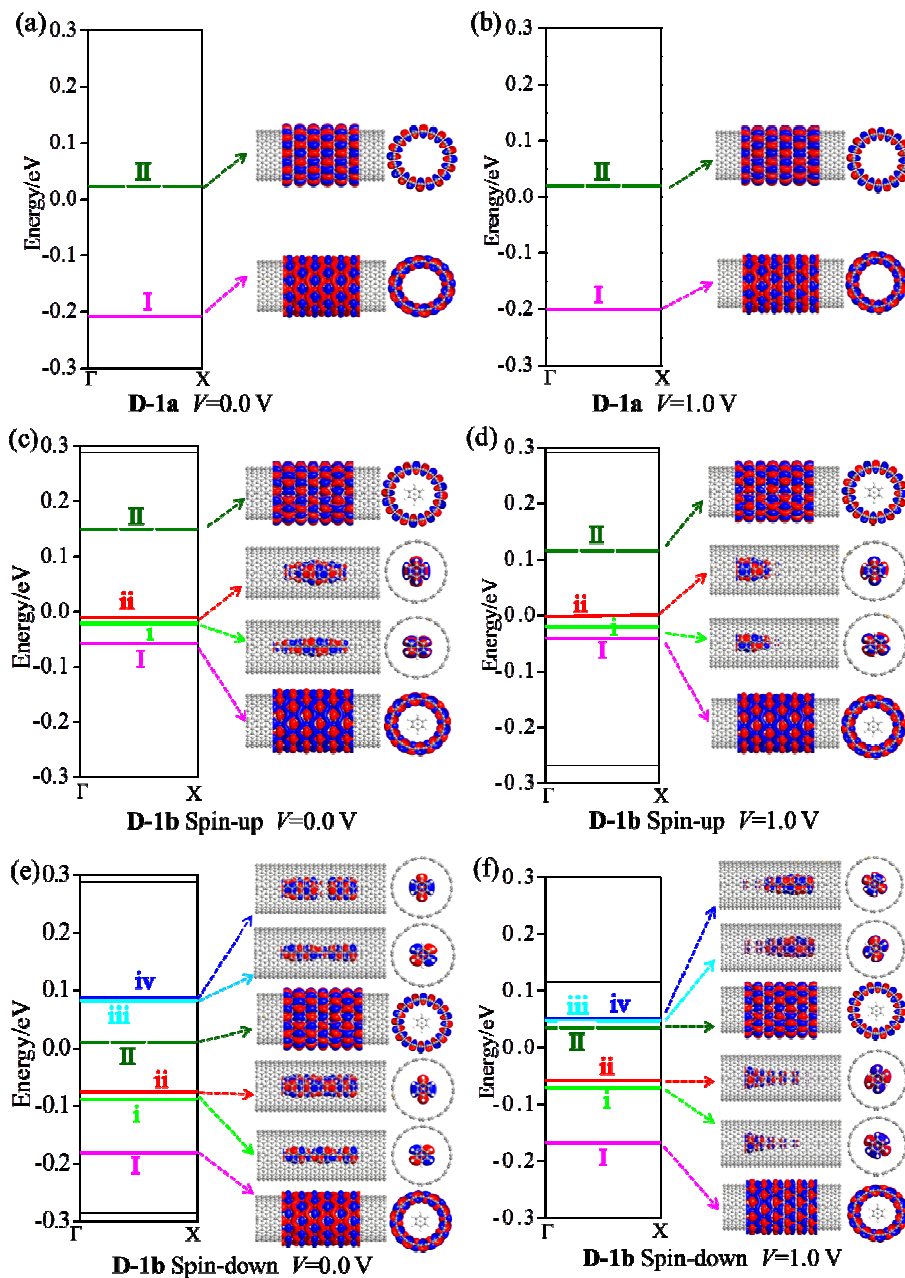 (a)
0.3
0.2
0.1
0.0
-0.1
-0.2
-0.3
Energy/eV
II
I
Γ X
D-1a V=0.0 V
(b)
0.3
0.2
0.1
0.0
-0.1
-0.2
-0.3
Erengy/eV
II
I
Γ X
D-1a V=1.0 V
(c)
0.3
0.2
0.1
0.0
-0.1
-0.2
-0.3
Energy/eV
II
ii
i
I
Γ X
D-1b Spin-up V=0.0 V
(d)
0.3
0.2
0.1
0.0
-0.1
-0.2
-0.3
Energy/eV
II
ii
i
I
Γ X
D-1b Spin-up V=1.0 V
(e)
0.3
0.2
0.1
0.0
-0.1
-0.2
-0.3
Energy/eV
iv
iii
II
ii
i
I
Γ X
D-1b Spin-down V=0.0 V
(f)
0.3
0.2
0.1
0.0
-0.1
-0.2
-0.3
Energy/eV
iii iv
II
ii
i
I
Γ X
D-1b Spin-down V=1.0 V